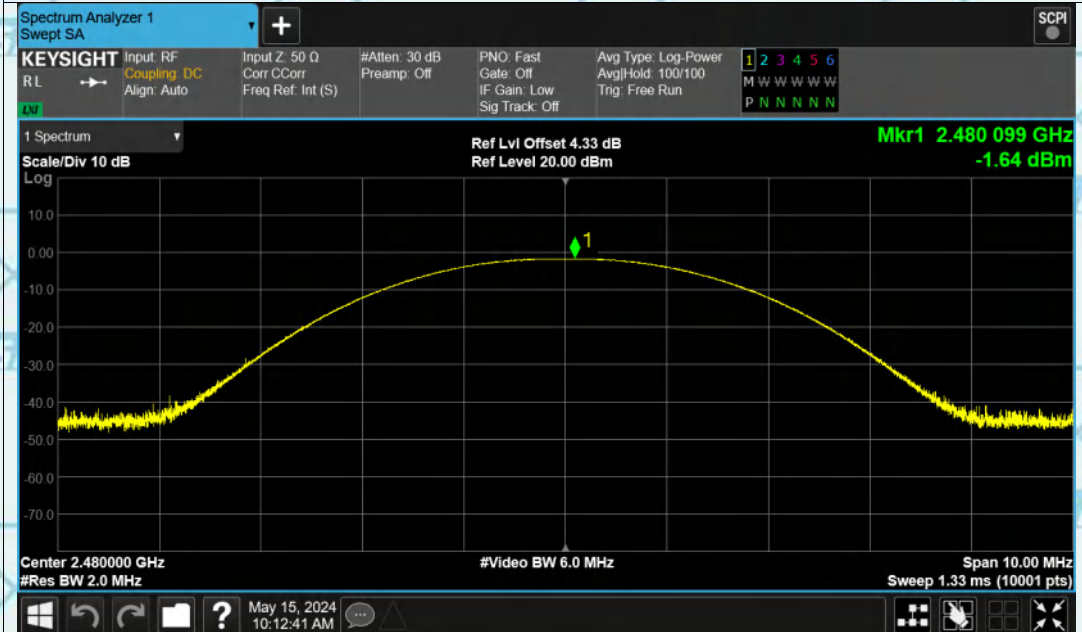 Spectrum Analyzer 1
Swept SA
+
SCPI
KEYSIGHT
RL
LXI
Input: RF
Coupling: DC
Align: Auto
Input Z: 50 Ω
Corr CCorr
Freq Ref: Int (S)
#Atten: 30 dB
Preamp: Off
PNO: Fast
Gate: Off
IF Gain: Low
Sig Track: Off
Avg Type: Log-Power
Avg|Hold: 100/100
Trig: Free Run
1 2 3 4 5 6
M W W W W W
P N N N N N
1 Spectrum
Scale/Div 10 dB
Log
Ref Lvl Offset 4.33 dB
Ref Level 20.00 dBm
Mkr1 2.480 099 GHz
-1.64 dBm
10.0
0.00
-10.0
-20.0
-30.0
-40.0
-50.0
-60.0
-70.0
1
Center 2.480000 GHz
#Res BW 2.0 MHz
#Video BW 6.0 MHz
Span 10.00 MHz
Sweep 1.33 ms (10001 pts)
?
May 15, 2024
10:12:41 AM